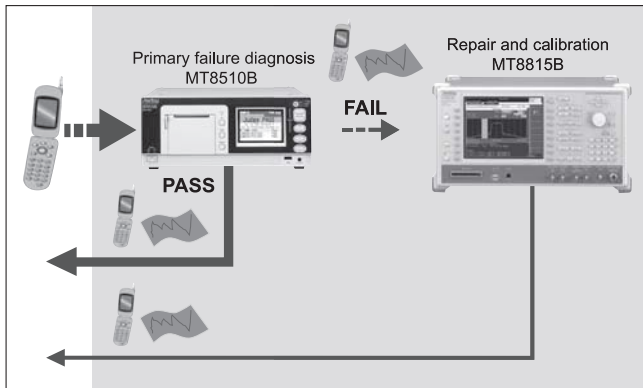 Primary failure diagnosis
MT8510B
Repair and calibration
MT8815B
FAIL
PASS